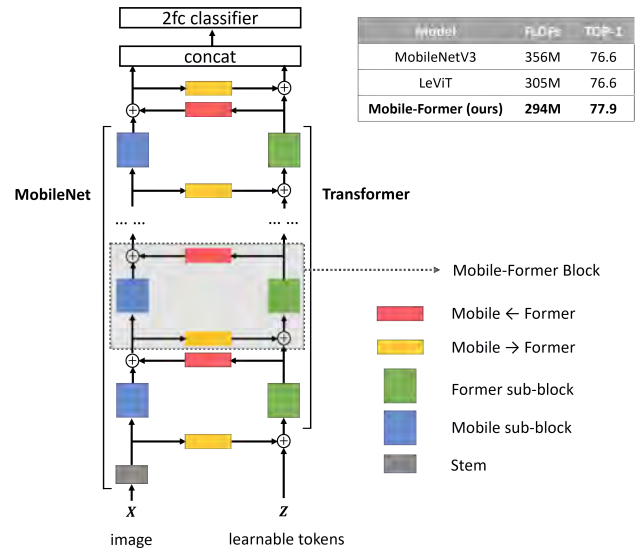 2fc classifier
concat
Model FLOPs TOP-1
MobileNetV3 356M 76.6
LeViT 305M 76.6
Mobile-Former (ours) 294M 77.9
MobileNet
Transformer
... ...
... ...
Mobile-Former Block
Mobile ← Former
Mobile → Former
Former sub-block
Mobile sub-block
Stem
X
Z
image
learnable tokens